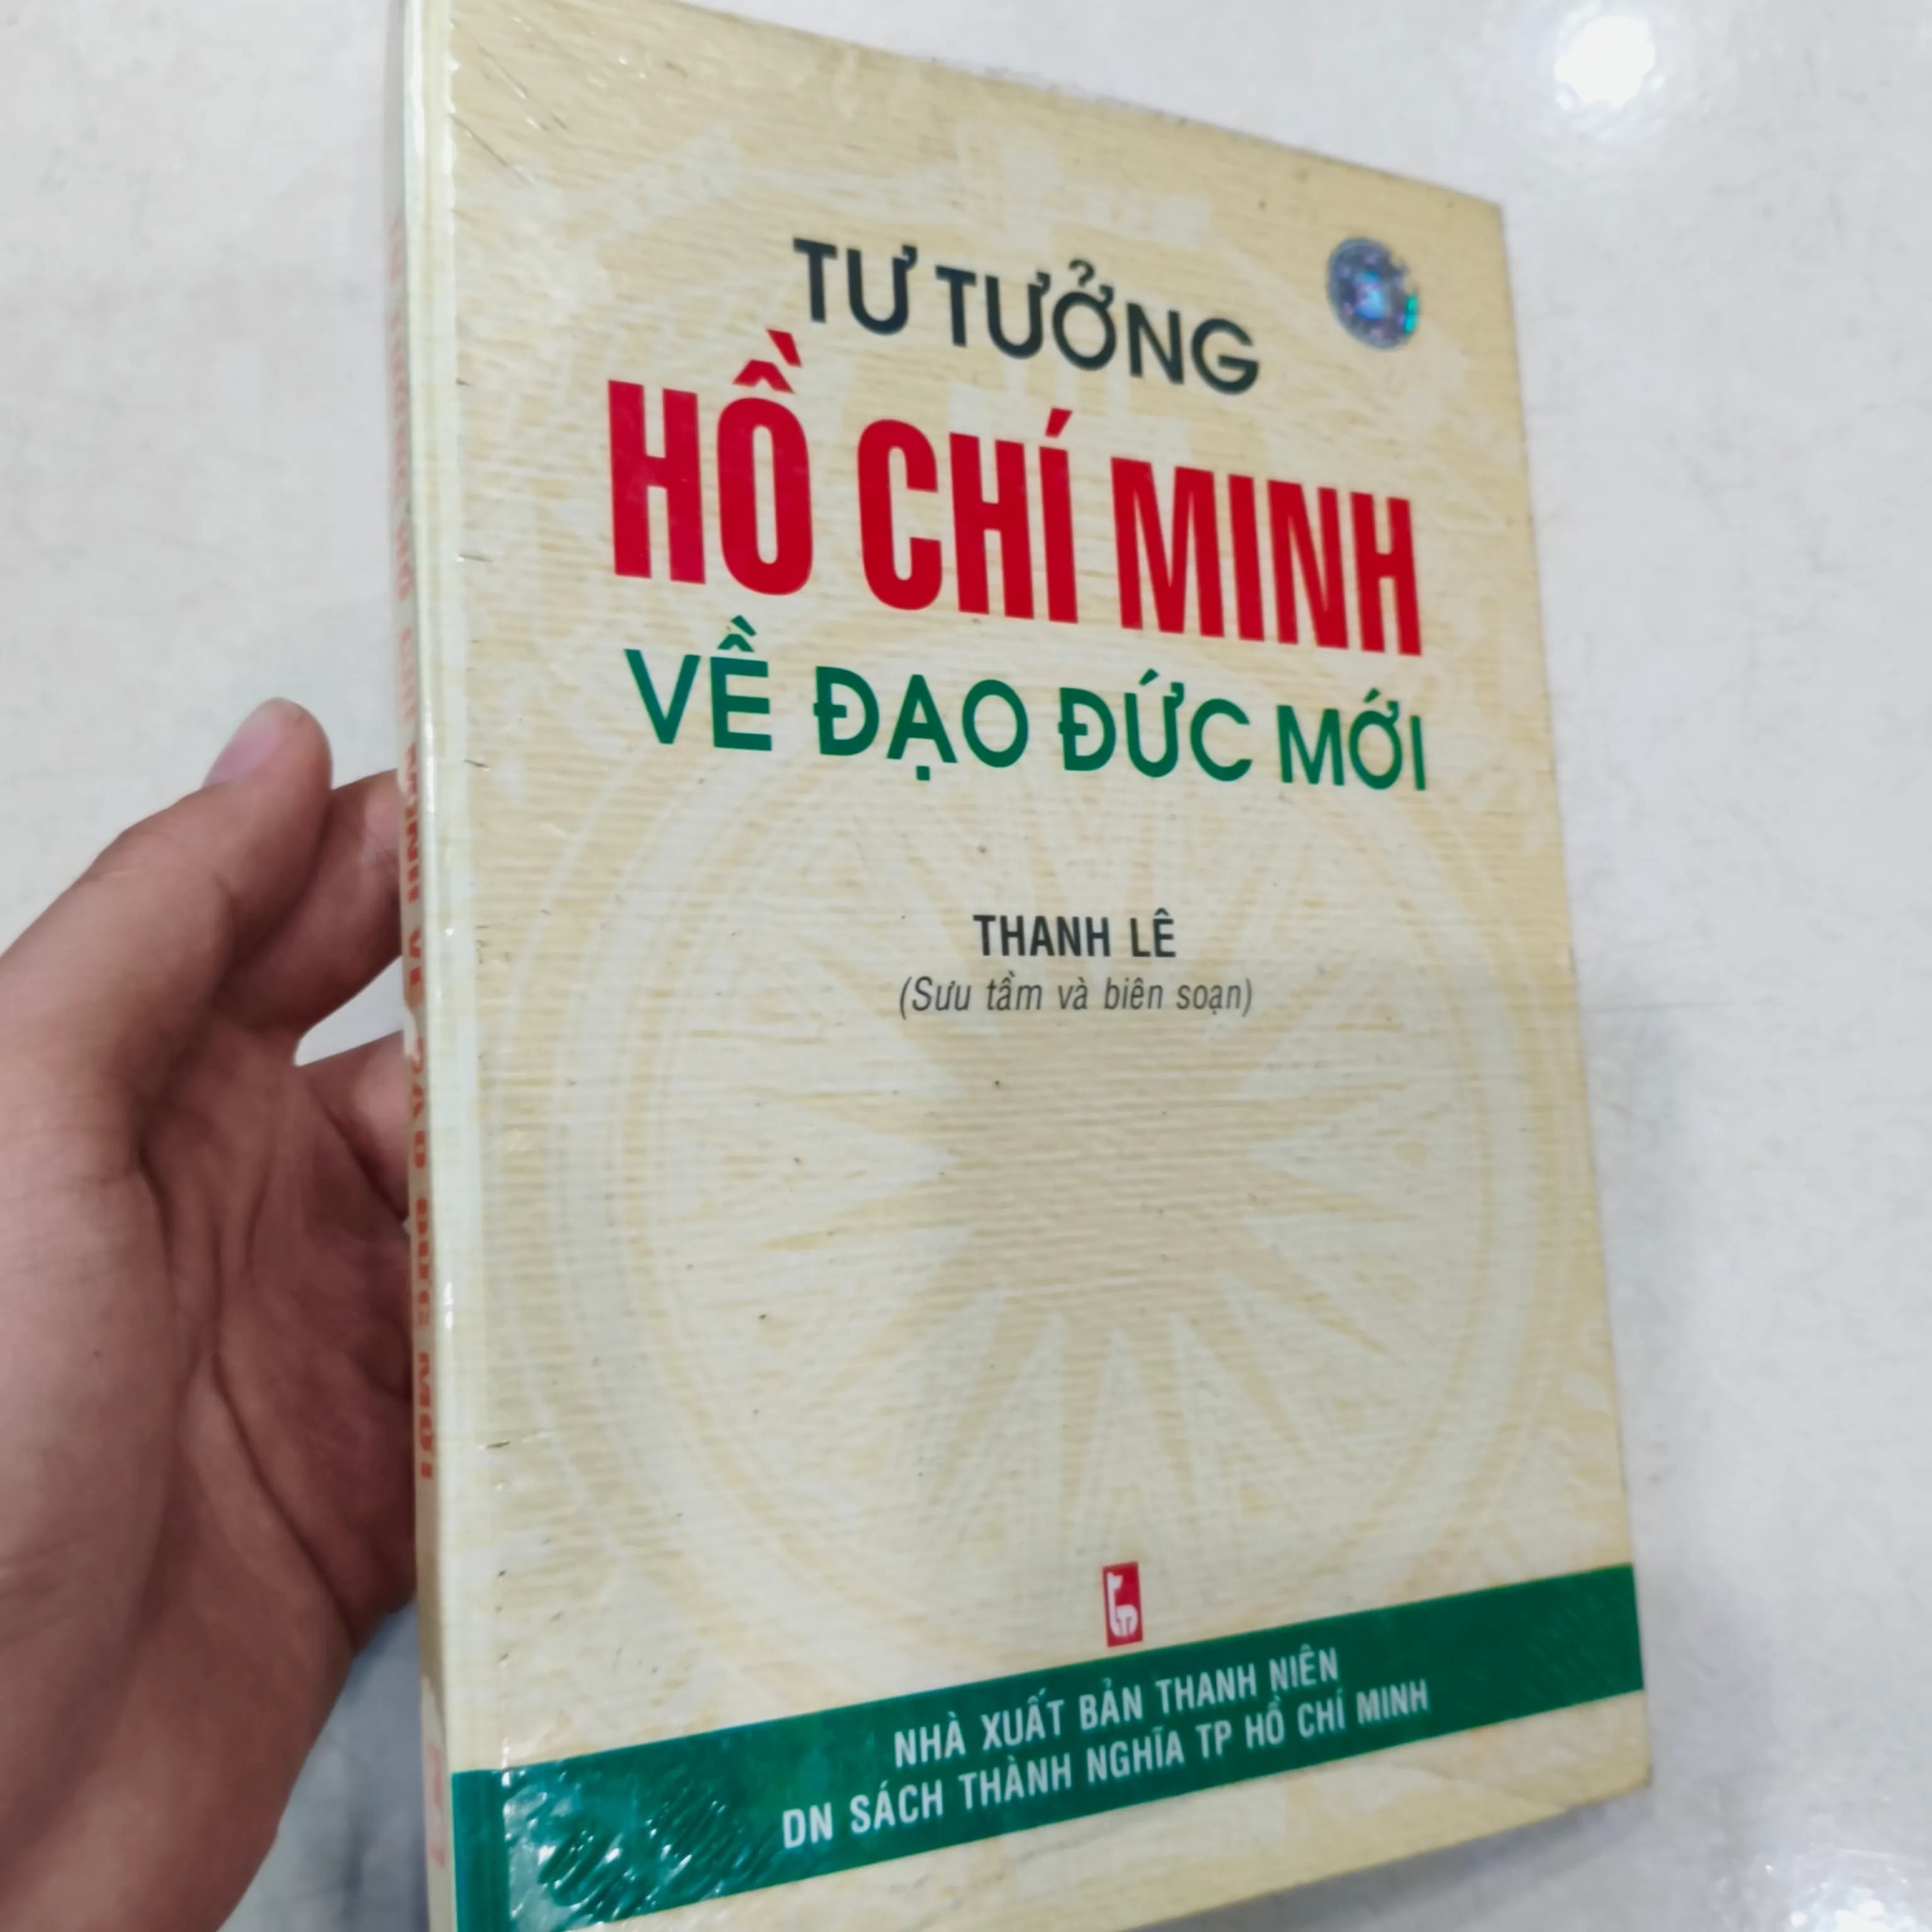 TƯ TƯỞNG
HỒ CHÍ MINH
VỀ ĐẠO ĐỨC MỚI
THANH LÊ
(Sưu tầm và biên soạn)
NHÀ XUẤT BẢN THANH NIÊN
DN SÁCH THÀNH NGHĨA TP HỒ CHÍ MINH